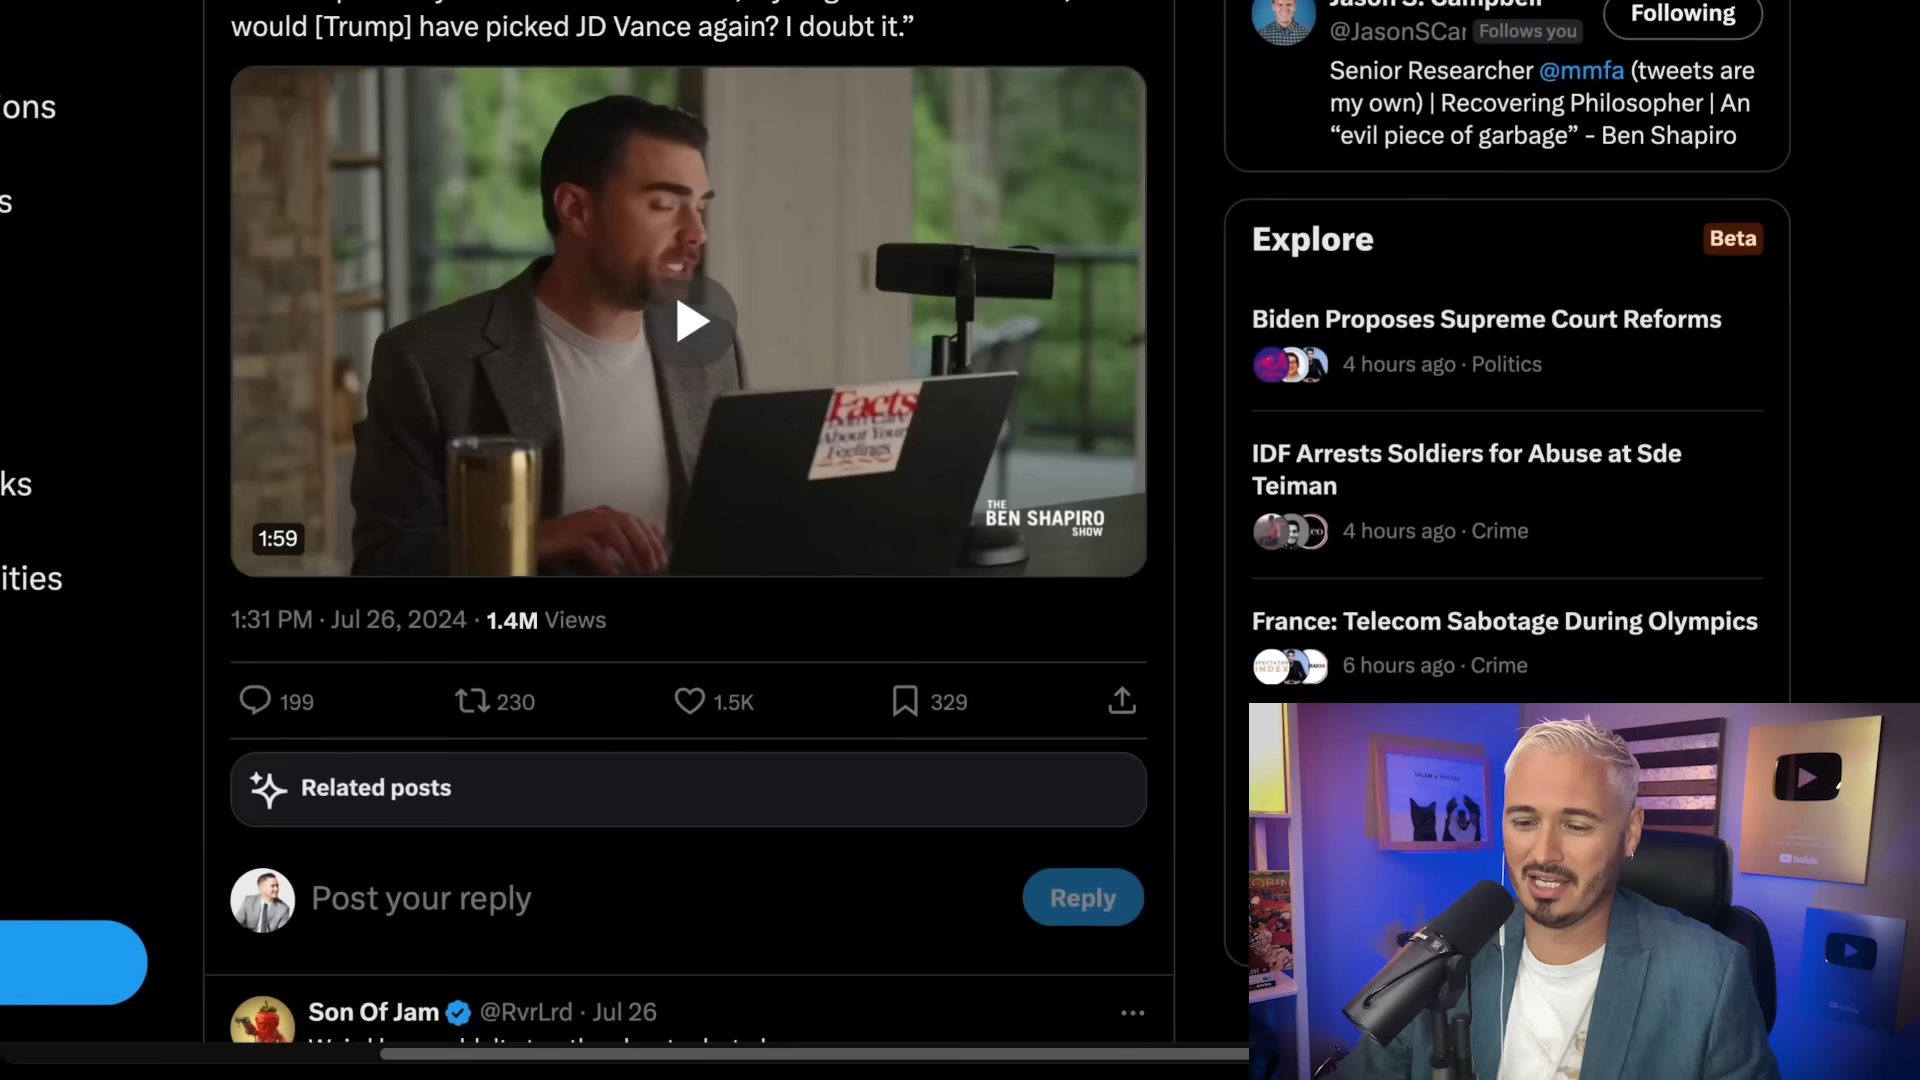 would [Trump] have picked JD Vance again? I doubt it.”
Facts
About Your
Feelings
THE
BEN SHAPIRO
SHOW
1:59
1:31 PM · Jul 26, 2024 · 1.4M Views
199
230
1.5K
329
Related posts
Post your reply
Reply
Son Of Jam @RvrLrd · Jul 26
ions
s
ks
ities
Jason S. Campbell
@JasonSCar Follows you
Following
Senior Researcher @mmfa (tweets are
my own) | Recovering Philosopher | An
“evil piece of garbage” - Ben Shapiro
Explore
Beta
Biden Proposes Supreme Court Reforms
4 hours ago · Politics
IDF Arrests Soldiers for Abuse at Sde
Teiman
4 hours ago · Crime
France: Telecom Sabotage During Olympics
6 hours ago · Crime
YouTube